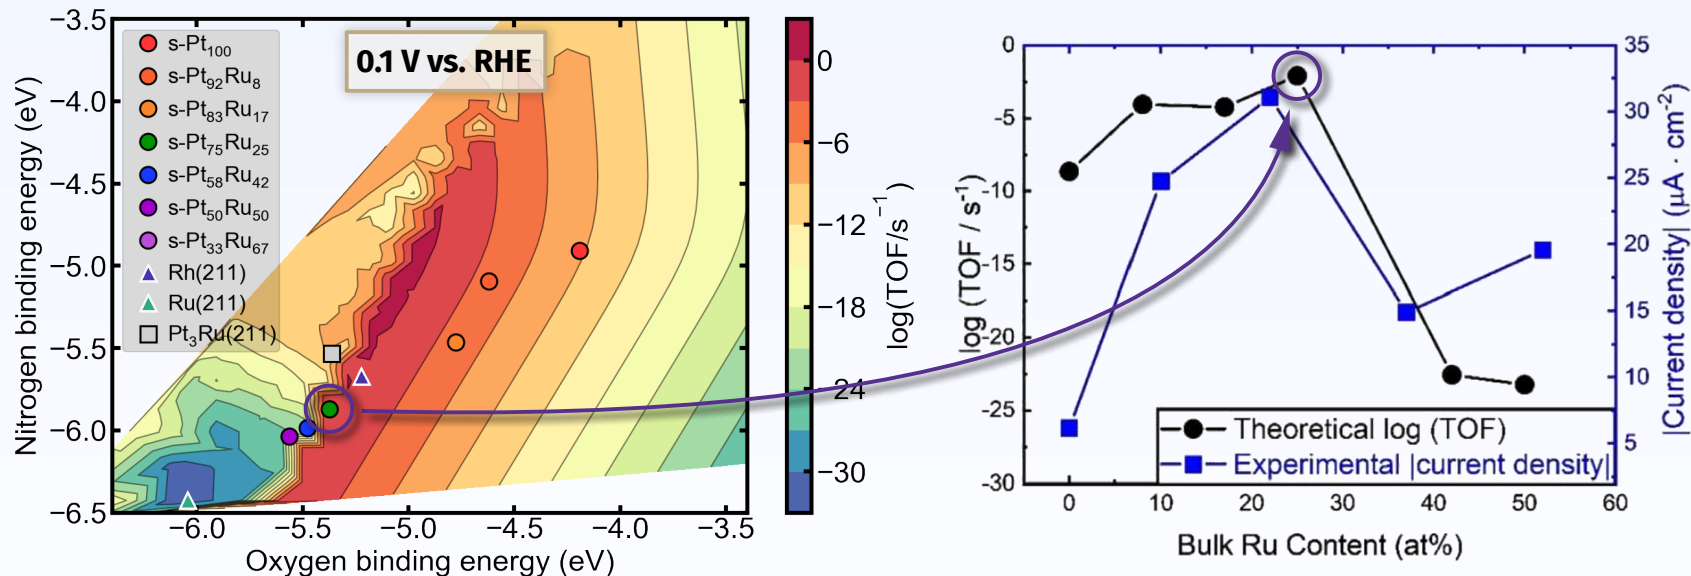 0.1 V vs. RHE
s-Pt₁₀₀
s-Pt₉₂Ru₈
s-Pt₈₃Ru₁₇
s-Pt₇₅Ru₂₅
s-Pt₅₈Ru₄₂
s-Pt₅₀Ru₅₀
s-Pt₃₃Ru₆₇
Rh(211)
Ru(211)
Pt₃Ru(211)
Nitrogen binding energy (eV)
−3.5
−4.0
−4.5
−5.0
−5.5
−6.0
−6.5
−6.0
−5.5
−5.0
−4.5
−4.0
−3.5
Oxygen binding energy (eV)
0
−6
−12
−18
−24
−30
log(TOF/s⁻¹)
log (TOF / s⁻¹)
0
-5
-10
-15
-20
-25
-30
0
10
20
30
40
50
60
Bulk Ru Content (at%)
35
30
25
20
15
10
5
|Current density| (µA · cm⁻²)
Theoretical log (TOF)
Experimental |current density|